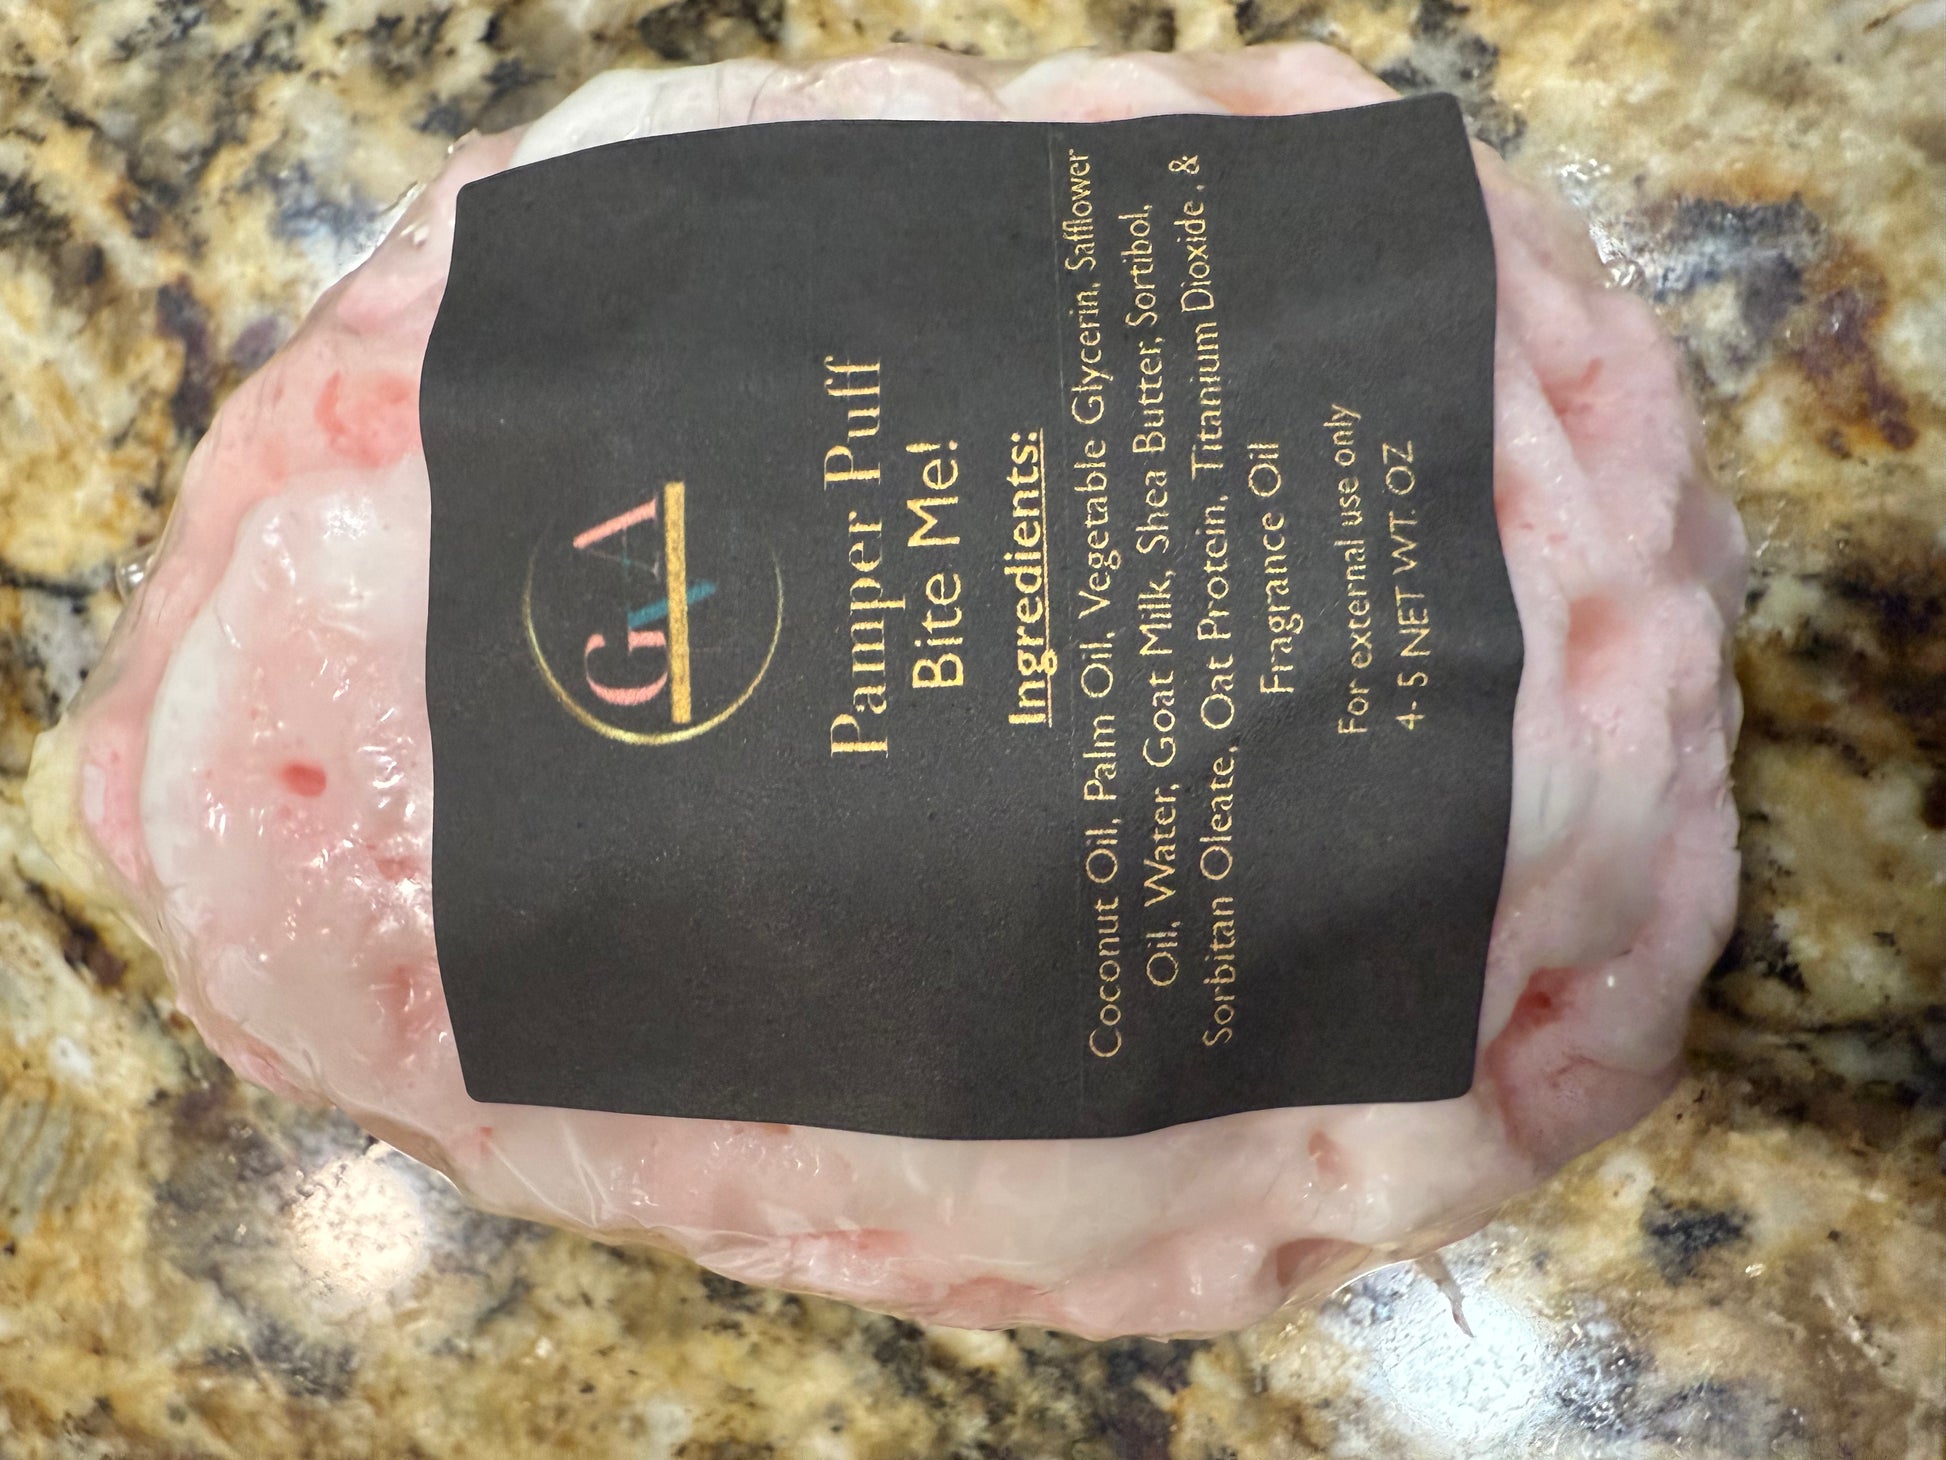 GA
Pamper Puff
Bite Me!
Ingredients:
Coconut Oil, Palm Oil, Vegetable Glycerin, Safflower
Oil, Water, Goat Milk, Shea Butter, Sortibol,
Sorbitan Oleate, Oat Protein, Titanium Dioxide , &
Fragrance Oil
For external use only
4- 5 NET WT. OZ